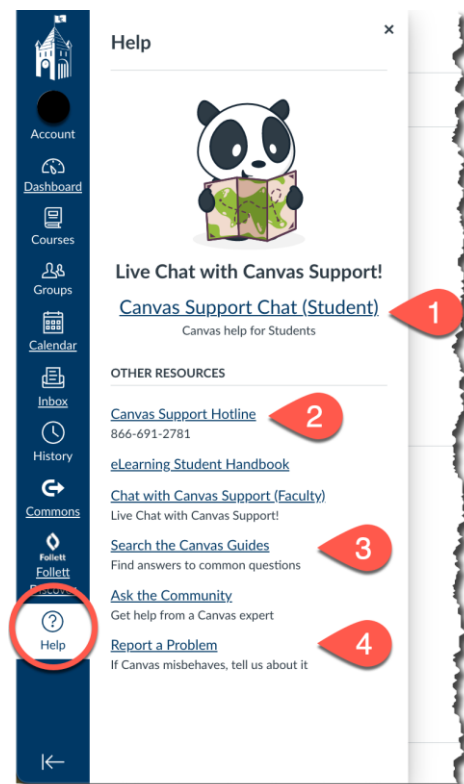 Help
×
Account
Dashboard
Courses
Groups
Calendar
Inbox
History
Commons
Follett
Follett
Discover
Help
Live Chat with Canvas Support!
Canvas Support Chat (Student)
1
Canvas help for Students
OTHER RESOURCES
Canvas Support Hotline
2
866-691-2781
eLearning Student Handbook
Chat with Canvas Support (Faculty)
Live Chat with Canvas Support!
Search the Canvas Guides
3
Find answers to common questions
Ask the Community
Get help from a Canvas expert
Report a Problem
4
If Canvas misbehaves, tell us about it